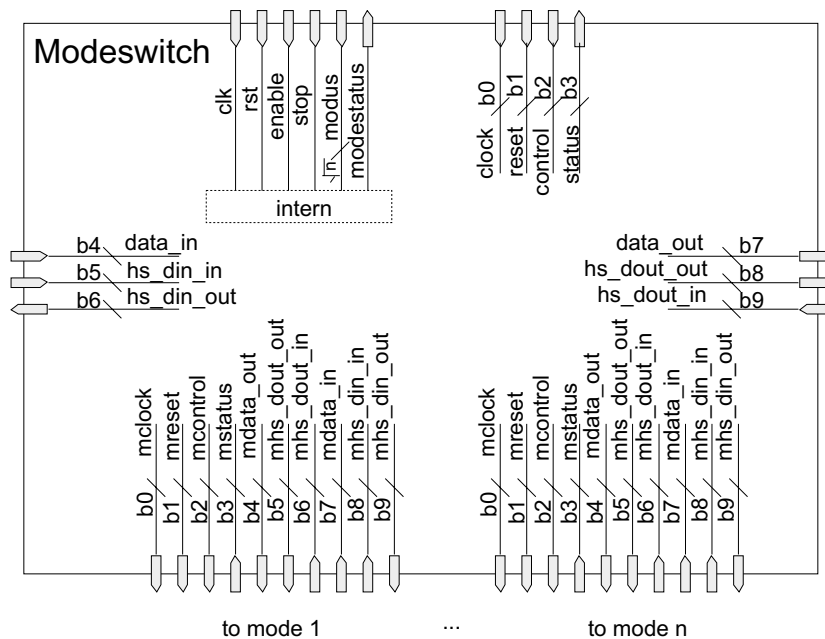 Modeswitch
clk
rst
enable
stop
modus
n
modestatus
intern
b0
b1
b2
b3
clock
reset
control
status
b4 data_in
b5 hs_din_in
b6 hs_din_out
data_out b7
hs_dout_out b8
hs_dout_in b9
mclock
mreset
mcontrol
mstatus
mdata_out
mhs_dout_out
mhs_dout_in
mdata_in
mhs_din_in
mhs_din_out
b0
b1
b2
b3
b4
b5
b6
b7
b8
b9
mclock
mreset
mcontrol
mstatus
mdata_out
mhs_dout_out
mhs_dout_in
mdata_in
mhs_din_in
mhs_din_out
b0
b1
b2
b3
b4
b5
b6
b7
b8
b9
to mode 1 ... to mode n